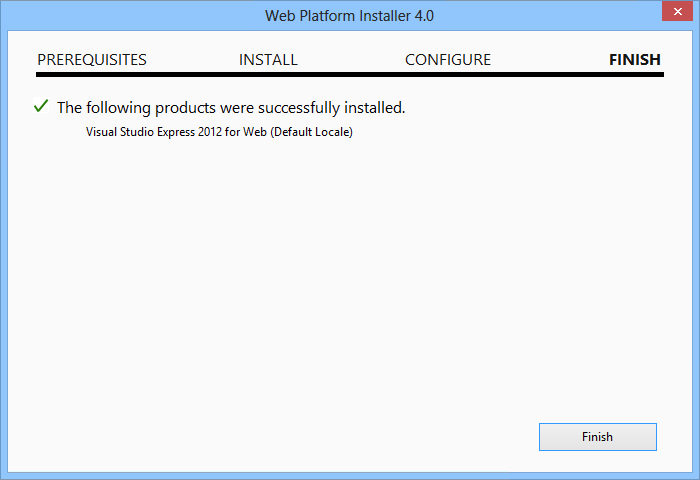 Web Platform Installer 4.0
PREREQUISITES INSTALL CONFIGURE FINISH
The following products were successfully installed.
Visual Studio Express 2012 for Web (Default Locale)
Finish